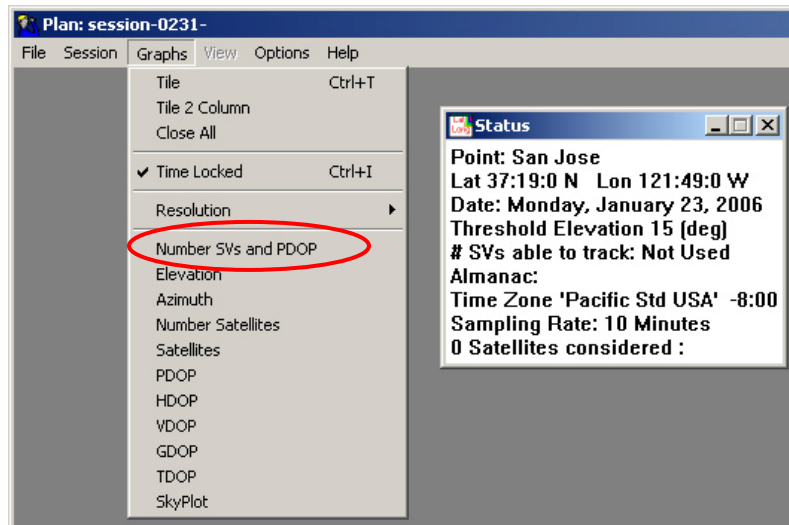 Plan: session-0231-
File Session Graphs View Options Help
Tile Ctrl+T
Tile 2 Column
Close All
Time Locked Ctrl+I
Resolution
Number SVs and PDOP
Elevation
Azimuth
Number Satellites
Satellites
PDOP
HDOP
VDOP
GDOP
TDOP
SkyPlot
Lat Long Status
Point: San Jose
Lat 37:19:0 N Lon 121:49:0 W
Date: Monday, January 23, 2006
Threshold Elevation 15 (deg)
# SVs able to track: Not Used
Almanac:
Time Zone 'Pacific Std USA' -8:00
Sampling Rate: 10 Minutes
0 Satellites considered :